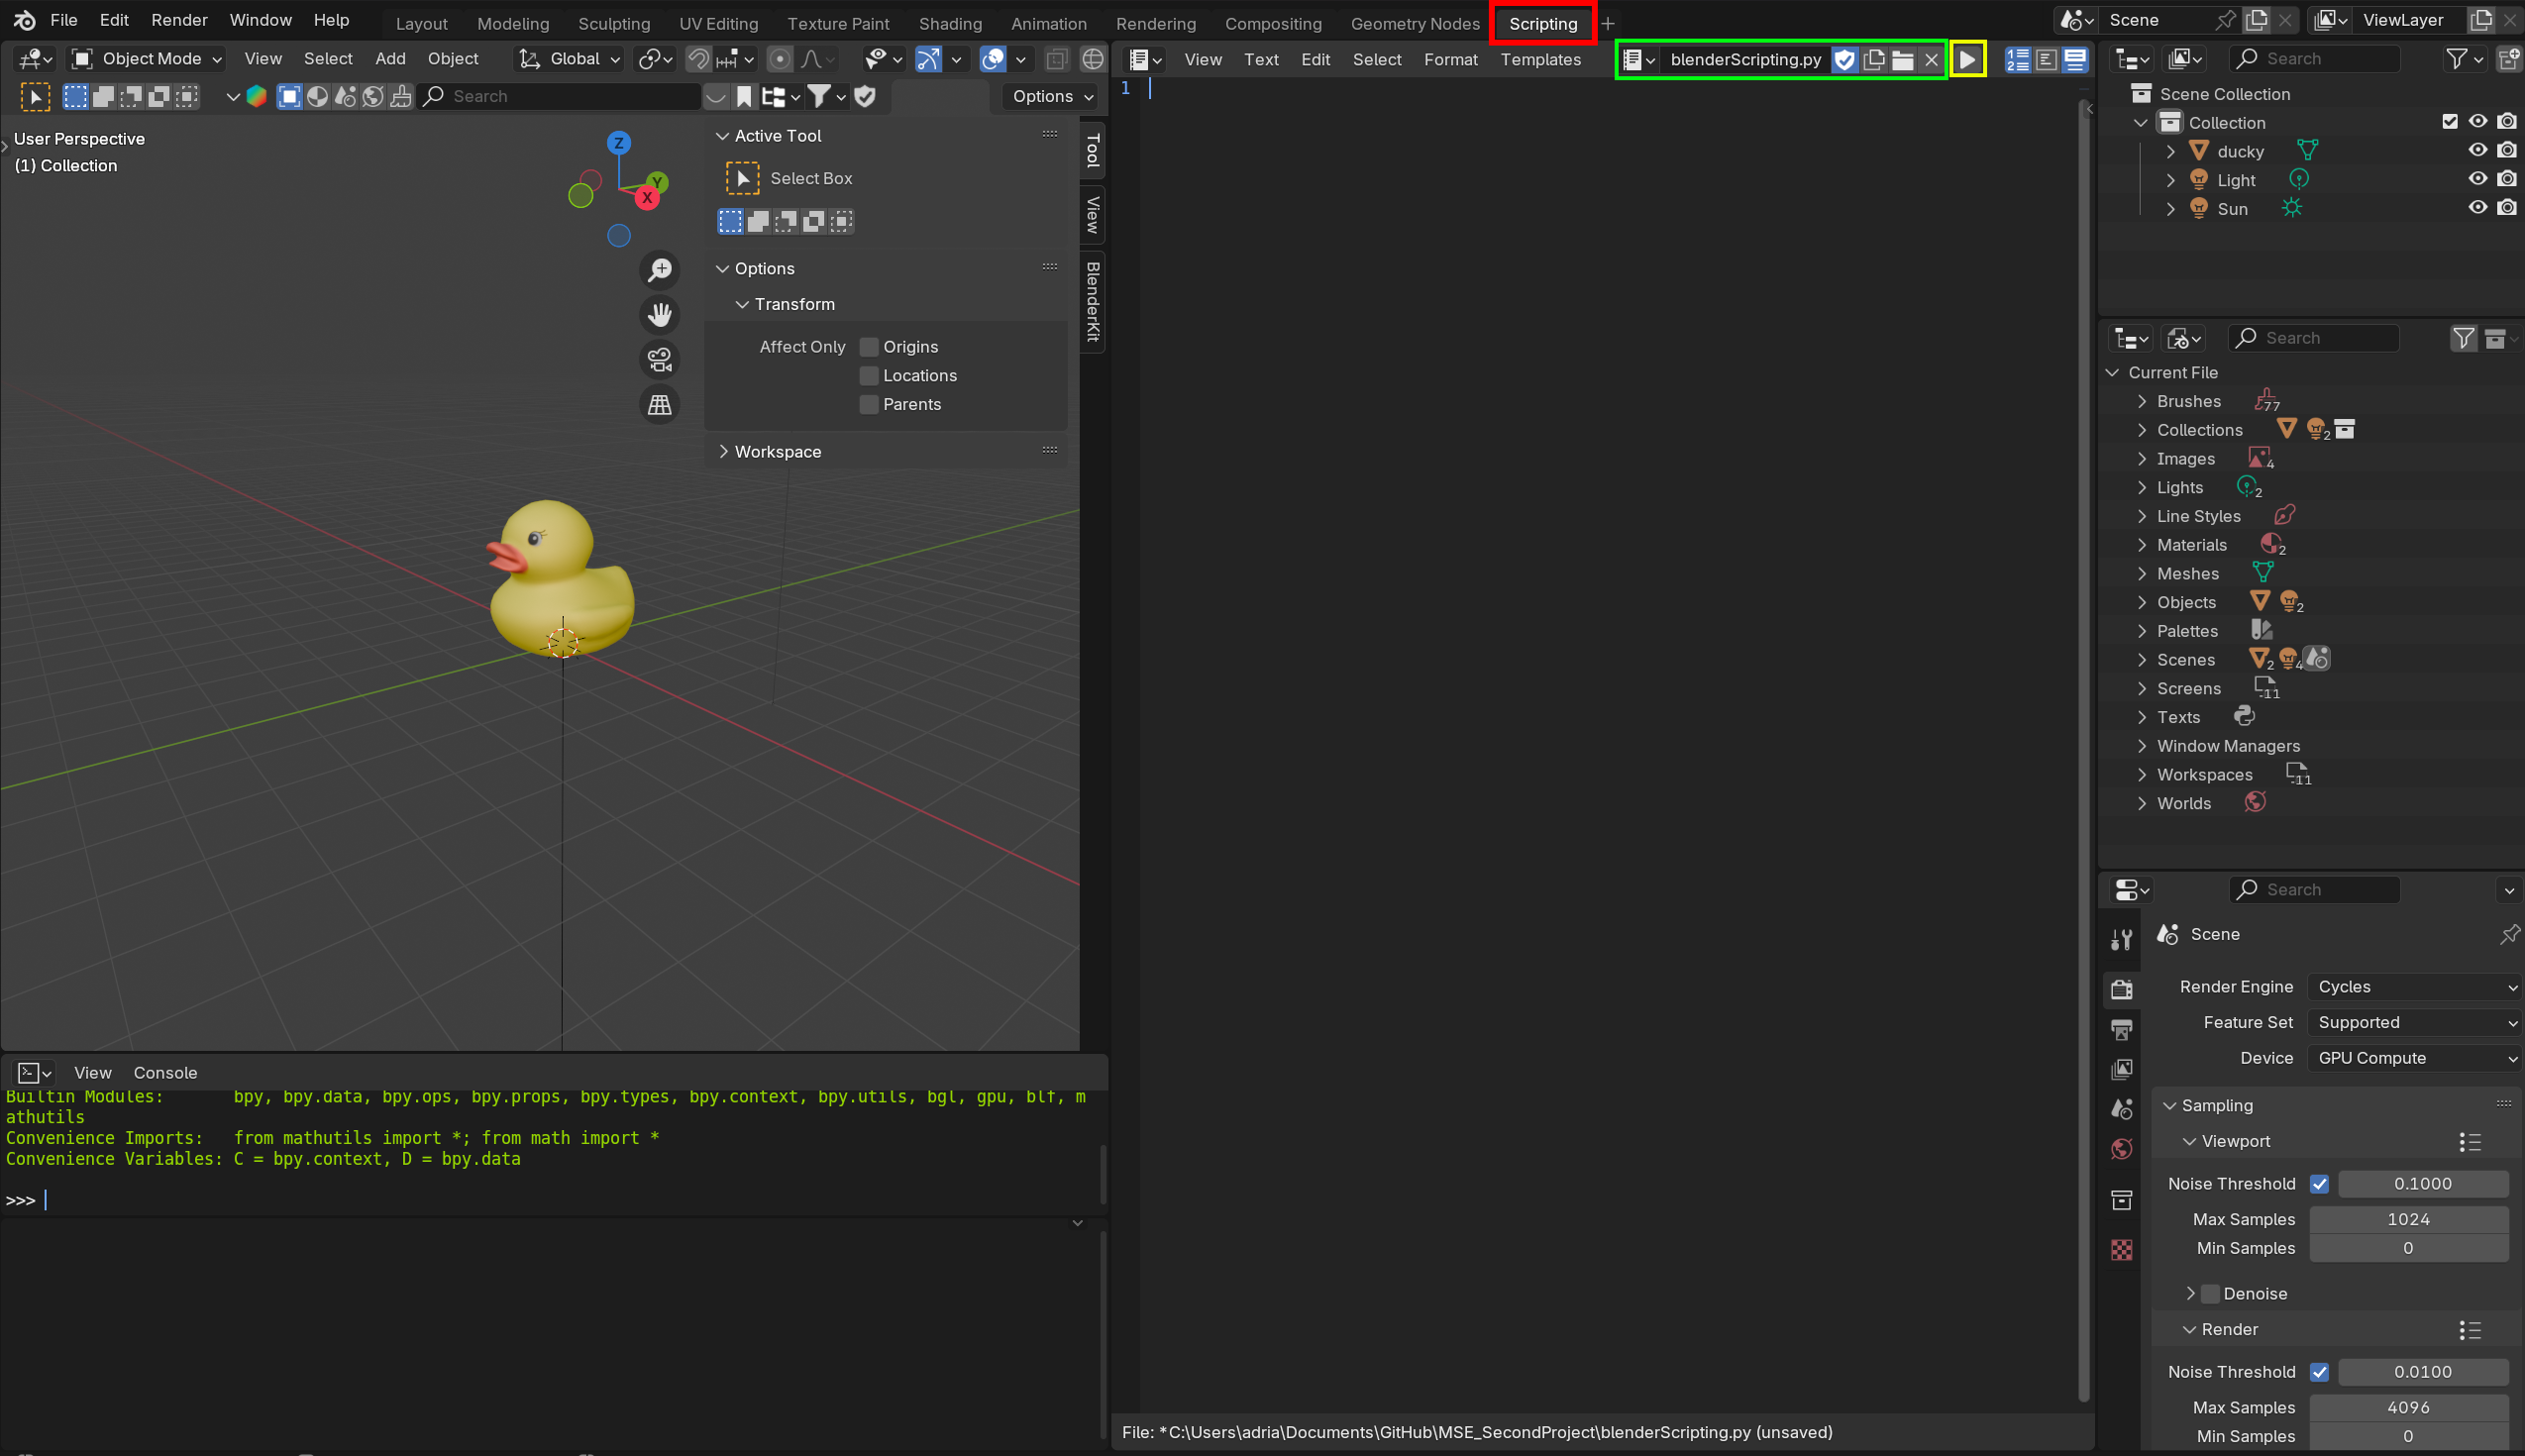 File Edit Render Window Help Layout Modeling Sculpting UV Editing Texture Paint Shading Animation Rendering Compositing Geometry Nodes Scripting + Scene ViewLayer
Object Mode View Select Add Object Global
View Text Edit Select Format Templates blenderScripting.py
Search
Search Options
User Perspective
(1) Collection
Z
Y
X
Active Tool
Select Box
Options
Transform
Affect Only Origins
Locations
Parents
Workspace
Tool
View
BlenderKit
1
Scene Collection
Collection
ducky
Light
Sun
Search
Current File
Brushes 77
Collections 2
Images 4
Lights 2
Line Styles
Materials 2
Meshes
Objects 2
Palettes
Scenes 2 4
Screens 11
Texts
Window Managers
Workspaces 11
Worlds
Search
Scene
Render Engine Cycles
Feature Set Supported
Device GPU Compute
Sampling
Viewport
Noise Threshold 0.1000
Max Samples 1024
Min Samples 0
Denoise
Render
Noise Threshold 0.0100
Max Samples 4096
Min Samples 0
View Console
Builtin Modules: bpy, bpy.data, bpy.ops, bpy.props, bpy.types, bpy.context, bpy.utils, bgl, gpu, blf, m
athutils
Convenience Imports: from mathutils import *; from math import *
Convenience Variables: C = bpy.context, D = bpy.data
>>>
File: *C:\Users\adria\Documents\GitHub\MSE_SecondProject\blenderScripting.py (unsaved)